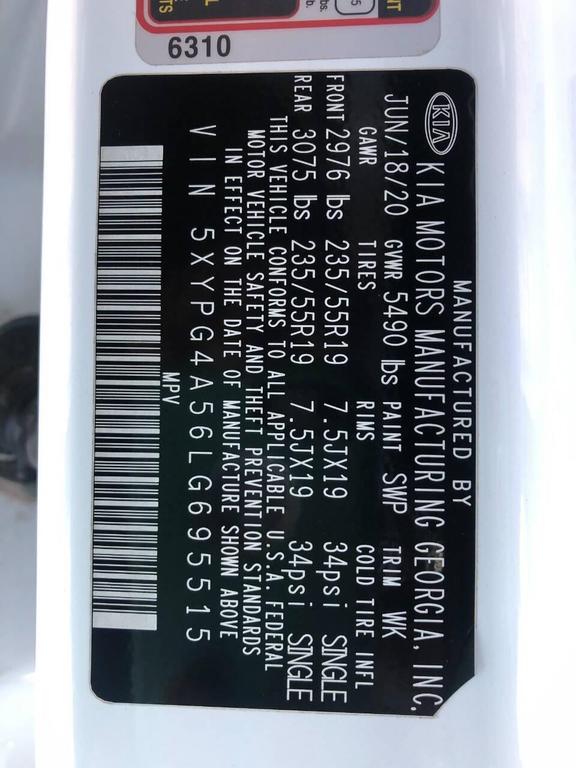 6310
MANUFACTURED BY
KIA KIA MOTORS MANUFACTURING GEORGIA, INC.
JUN/18/20 GVWR 5490 lbs PAINT SWP TRIM WK
GAWR TIRES RIMS COLD TIRE INFL
FRONT 2976 lbs 235/55R19 7.5JX19 34psi SINGLE
REAR 3075 lbs 235/55R19 7.5JX19 34psi SINGLE
THIS VEHICLE CONFORMS TO ALL APPLICABLE U.S.A. FEDERAL
MOTOR VEHICLE SAFETY AND THEFT PREVENTION STANDARDS
IN EFFECT ON THE DATE OF MANUFACTURE SHOWN ABOVE
VIN 5XYPG4A56LG695515
MPV